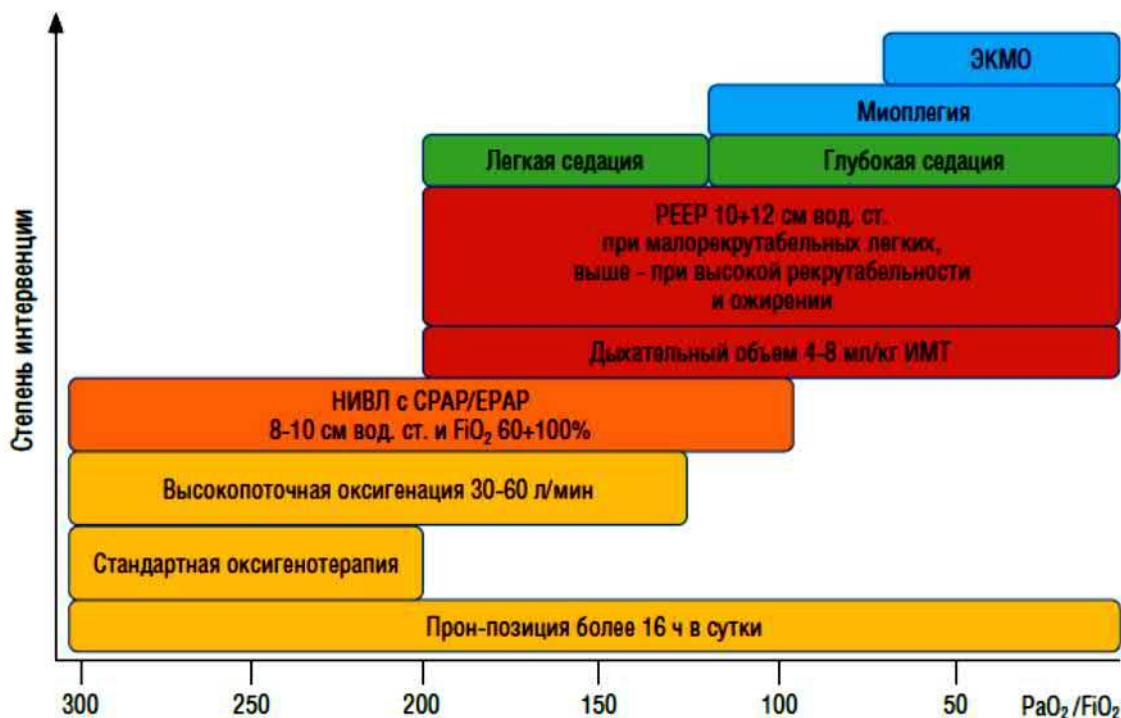 ЭКМО
Миоплегия
Легкая седация
Глубокая седация
PEEP 10+12 см вод. ст.
при малорекрутабельных легких,
выше - при высокой рекрутабельности
и ожирении
Дыхательный объем 4-8 мл/кг ИМТ
НИВЛ с CPAP/EPAP
8-10 см вод. ст. и FiO₂ 60+100%
Высокопоточная оксигенация 30-60 л/мин
Стандартная оксигенотерапия
Прон-позиция более 16 ч в сутки
Степень интервенции
300 250 200 150 100 50 PaO₂/FiO₂